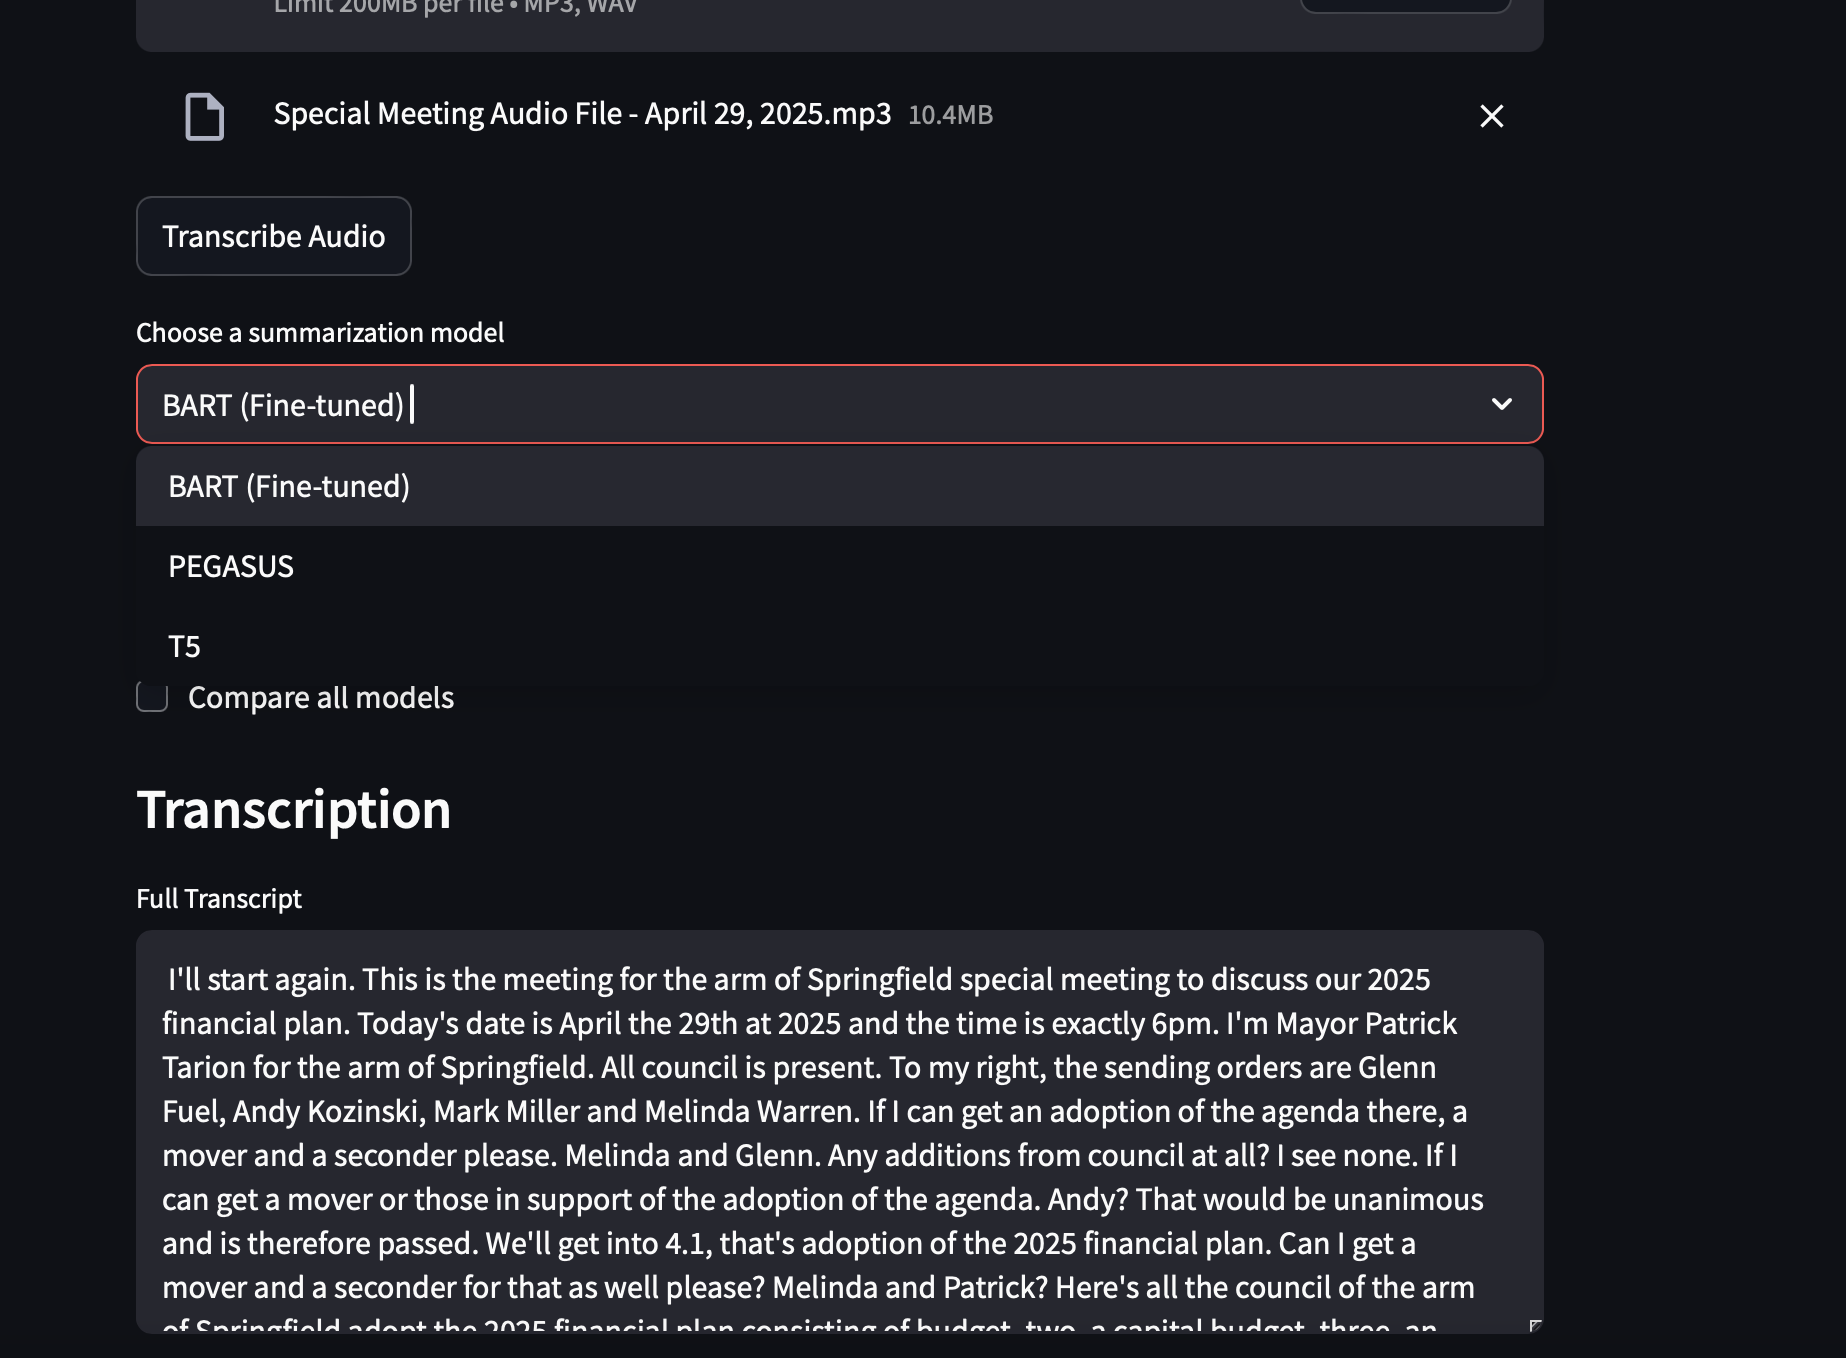 Limit 200MB per file • MP3, WAV
Special Meeting Audio File - April 29, 2025.mp3 10.4MB
Transcribe Audio
Choose a summarization model
BART (Fine-tuned)
BART (Fine-tuned)
PEGASUS
T5
Compare all models
Transcription
Full Transcript
I'll start again. This is the meeting for the arm of Springfield special meeting to discuss our 2025
financial plan. Today's date is April the 29th at 2025 and the time is exactly 6pm. I'm Mayor Patrick
Tarion for the arm of Springfield. All council is present. To my right, the sending orders are Glenn
Fuel, Andy Kozinski, Mark Miller and Melinda Warren. If I can get an adoption of the agenda there, a
mover and a seconder please. Melinda and Glenn. Any additions from council at all? I see none. If I
can get a mover or those in support of the adoption of the agenda. Andy? That would be unanimous
and is therefore passed. We'll get into 4.1, that's adoption of the 2025 financial plan. Can I get a
mover and a seconder for that as well please? Melinda and Patrick? Here's all the council of the arm
of Springfield adopt the 2025 financial plan consisting of budget, two, a capital budget, three, an